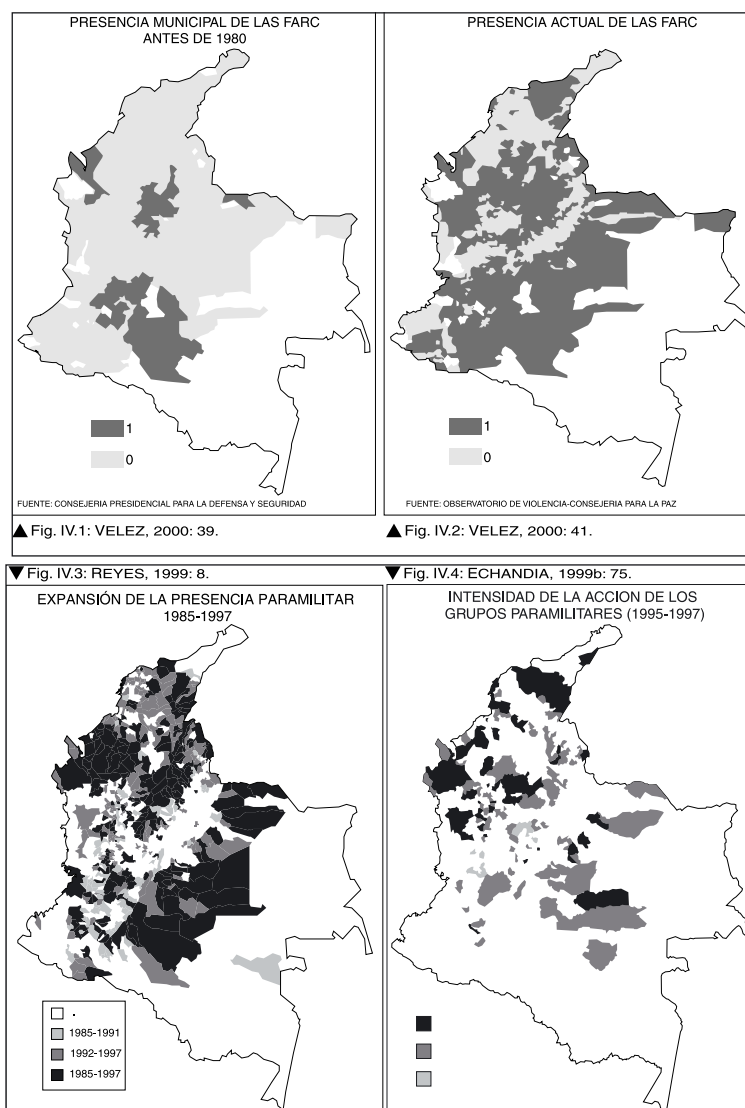 PRESENCIA MUNICIPAL DE LAS FARC
ANTES DE 1980
1
0
FUENTE: CONSEJERIA PRESIDENCIAL PARA LA DEFENSA Y SEGURIDAD
▲ Fig. IV.1: VELEZ, 2000: 39.
PRESENCIA ACTUAL DE LAS FARC
1
0
FUENTE: OBSERVATORIO DE VIOLENCIA-CONSEJERIA PARA LA PAZ
▲ Fig. IV.2: VELEZ, 2000: 41.
▼ Fig. IV.3: REYES, 1999: 8.
EXPANSIÓN DE LA PRESENCIA PARAMILITAR
1985-1997
.
1985-1991
1992-1997
1985-1997
▼ Fig. IV.4: ECHANDIA, 1999b: 75.
INTENSIDAD DE LA ACCION DE LOS
GRUPOS PARAMILITARES (1995-1997)